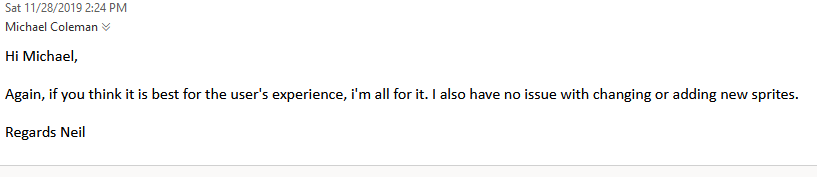 Sat 11/28/2019 2:24 PM
Michael Coleman
Hi Michael,
Again, if you think it is best for the user's experience, i'm all for it. I also have no issue with changing or adding new sprites.
Regards Neil